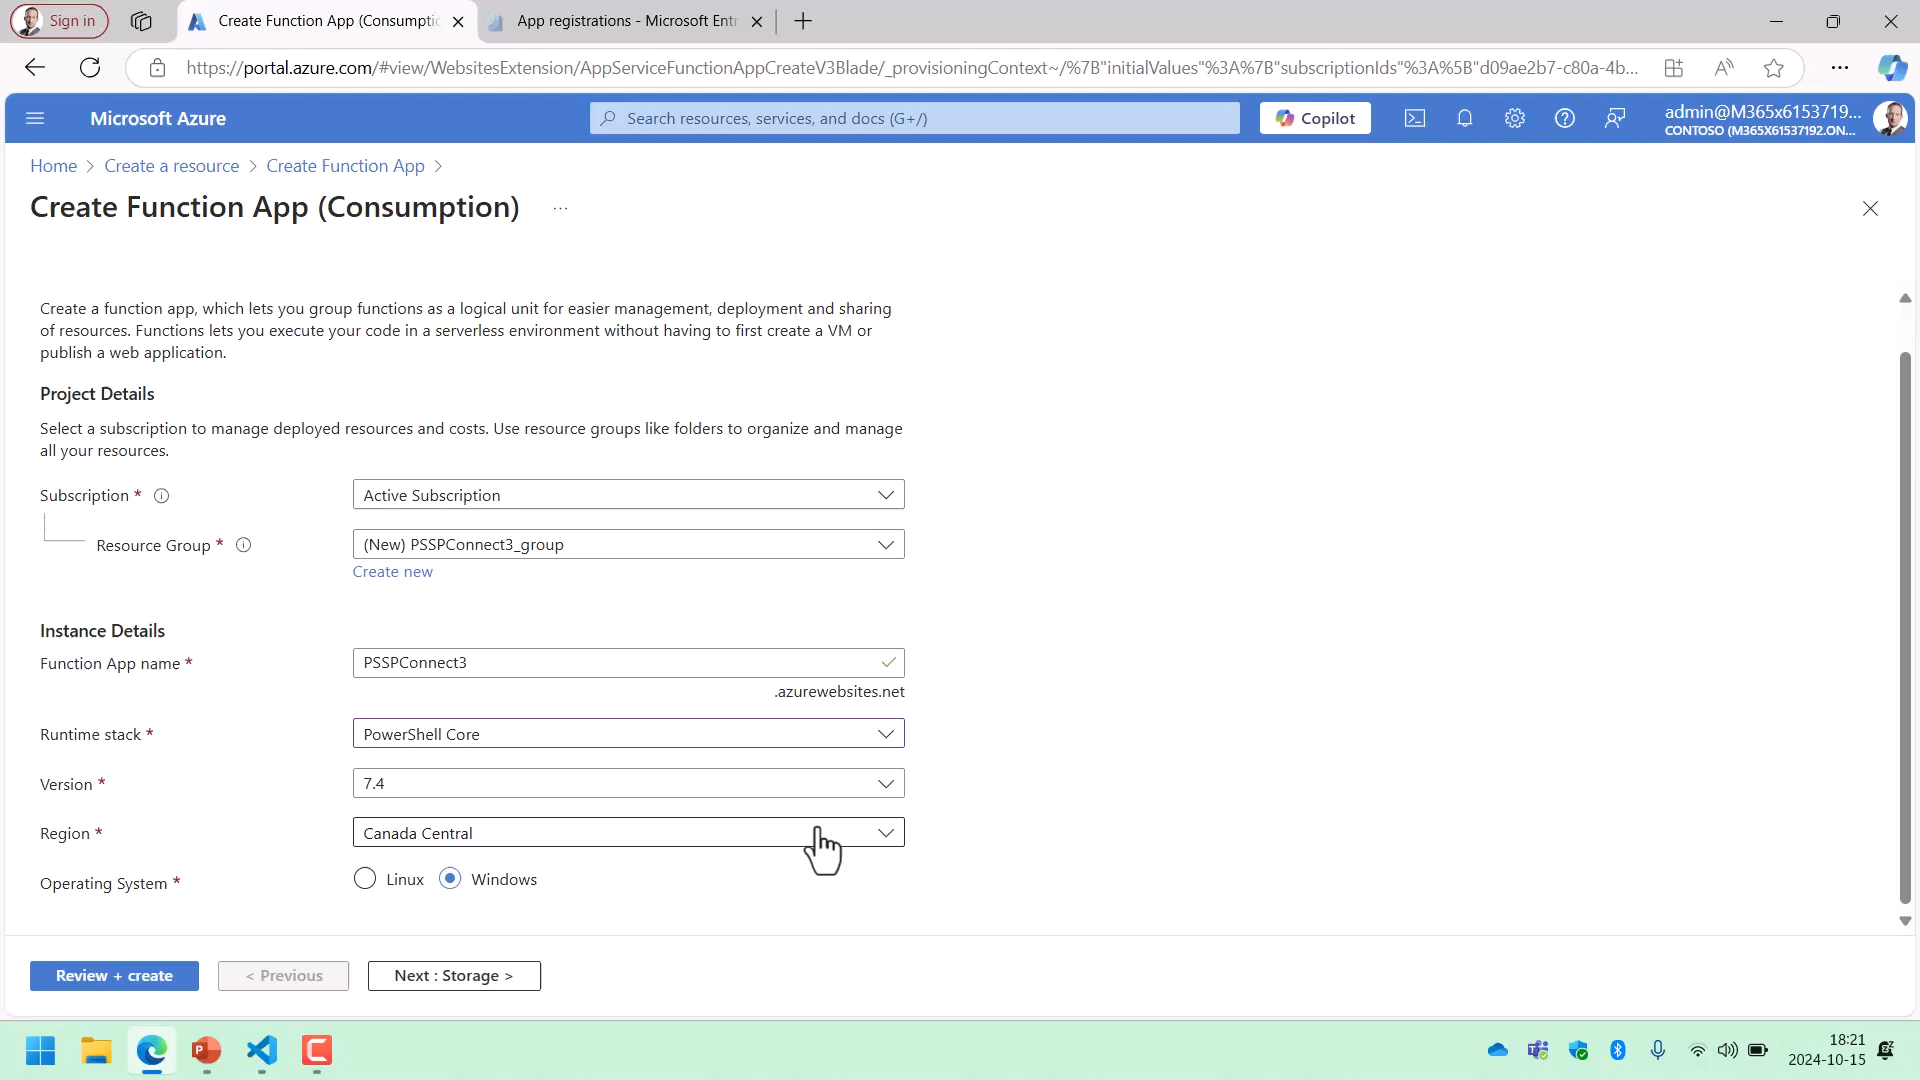 Sign in
Create Function App (Consumptic
App registrations - Microsoft Entr
https://portal.azure.com/#view/WebsitesExtension/AppServiceFunctionAppCreateV3Blade/_provisioningContext~/%7B"initialValues"%3A%7B"subscriptionIds"%3A%5B"d09ae2b7-c80a-4b...
Microsoft Azure
Search resources, services, and docs (G+/)
Copilot
admin@M365x6153719...
CONTOSO (M365X61537192.ON...
Home > Create a resource > Create Function App >
Create Function App (Consumption) ...
Create a function app, which lets you group functions as a logical unit for easier management, deployment and sharing
of resources. Functions lets you execute your code in a serverless environment without having to first create a VM or
publish a web application.
Project Details
Select a subscription to manage deployed resources and costs. Use resource groups like folders to organize and manage
all your resources.
Subscription *
Active Subscription
Resource Group *
(New) PSSPConnect3_group
Create new
Instance Details
Function App name *
PSSPConnect3
.azurewebsites.net
Runtime stack *
PowerShell Core
Version *
7.4
Region *
Canada Central
Operating System *
Linux
Windows
Review + create
< Previous
Next : Storage >
18:21
2024-10-15